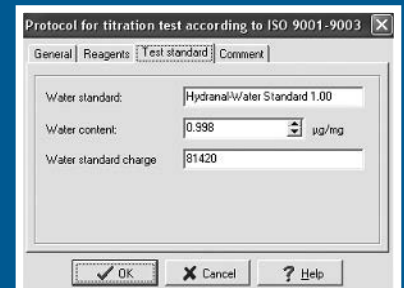 Protocol for titration test according to ISO 9001-9003
General Reagents Test standard Comment
Water standard: Hydranal-Water Standard 1.00
Water content: 0.998 µg/mg
Water standard charge 81420
OK Cancel ? Help